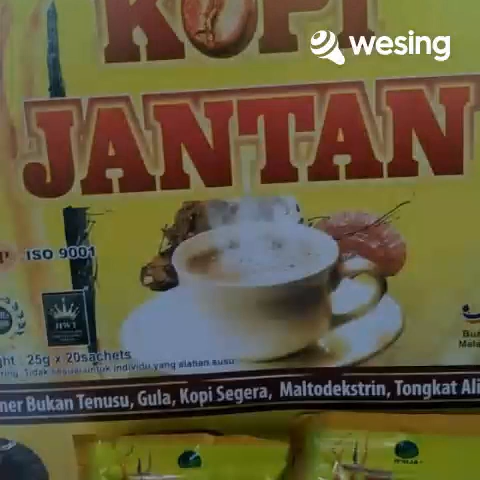 wesing
KOPI
JANTAN
ISO 9001
ght : 25g x 20sachets
Tidak sesuai untuk individu yang alahan susu
mer Bukan Tenusu, Gula, Kopi Segera, Maltodekstrin, Tongkat Ali